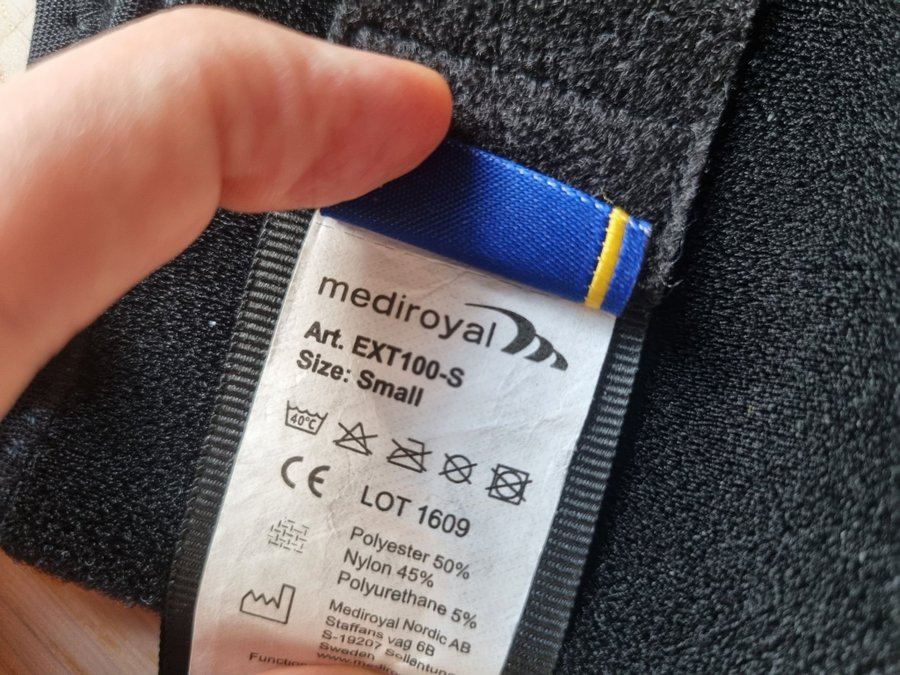 mediroyal
Art. EXT100-S
Size: Small
40°C
CE
LOT 1609
Polyester 50%
Nylon 45%
Polyurethane 5%
Mediroyal Nordic AB
Staffans vag 6B
S-19207 Sollentuna
Sweden